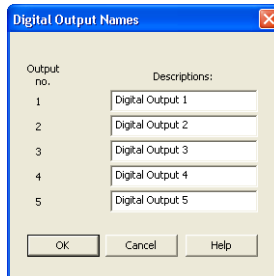 Digital Output Names
Output no.
Descriptions:
1 Digital Output 1
2 Digital Output 2
3 Digital Output 3
4 Digital Output 4
5 Digital Output 5
OK Cancel Help